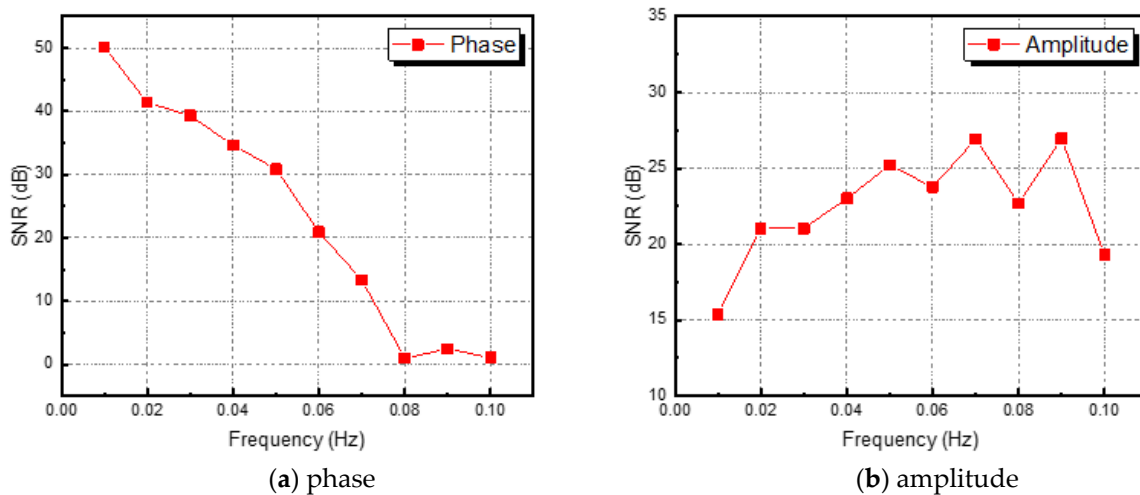 Phase
50
40
30
20
10
0
SNR (dB)
0.00 0.02 0.04 0.06 0.08 0.10
Frequency (Hz)
(a) phase
Amplitude
35
30
25
20
15
10
SNR (dB)
0.00 0.02 0.04 0.06 0.08 0.10
Frequency (Hz)
(b) amplitude